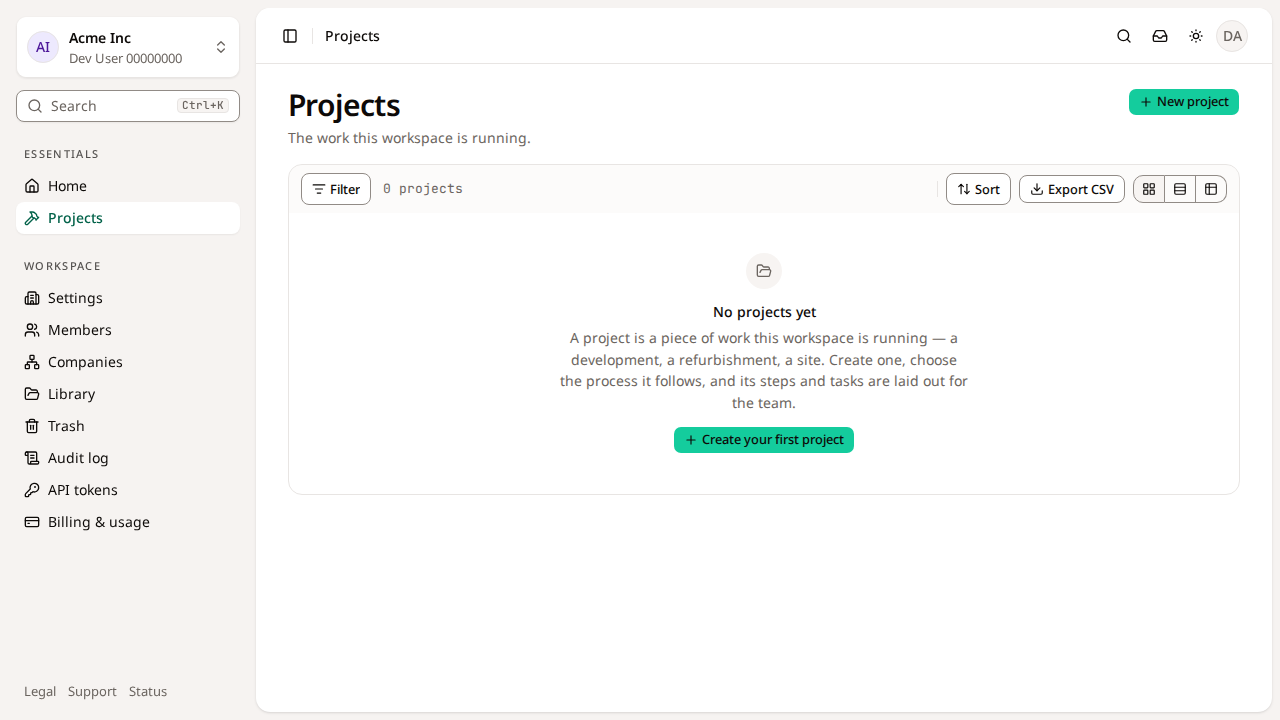 AI
Acme Inc
Dev User 00000000
Search
Ctrl+K
ESSENTIALS
Home
Projects
WORKSPACE
Settings
Members
Companies
Library
Trash
Audit log
API tokens
Billing & usage
Legal Support Status
Projects
DA
Projects
The work this workspace is running.
New project
Filter
0 projects
Sort
Export CSV
No projects yet
A project is a piece of work this workspace is running — a
development, a refurbishment, a site. Create one, choose
the process it follows, and its steps and tasks are laid out for
the team.
Create your first project